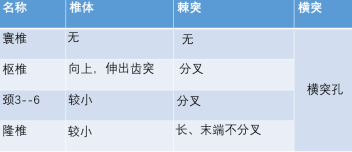 名称 椎体 棘突 横突
寰椎 无 无
枢椎 向上，伸出齿突 分叉
横突孔
颈3--6 较小 分叉
隆椎 较小 长、末端不分叉